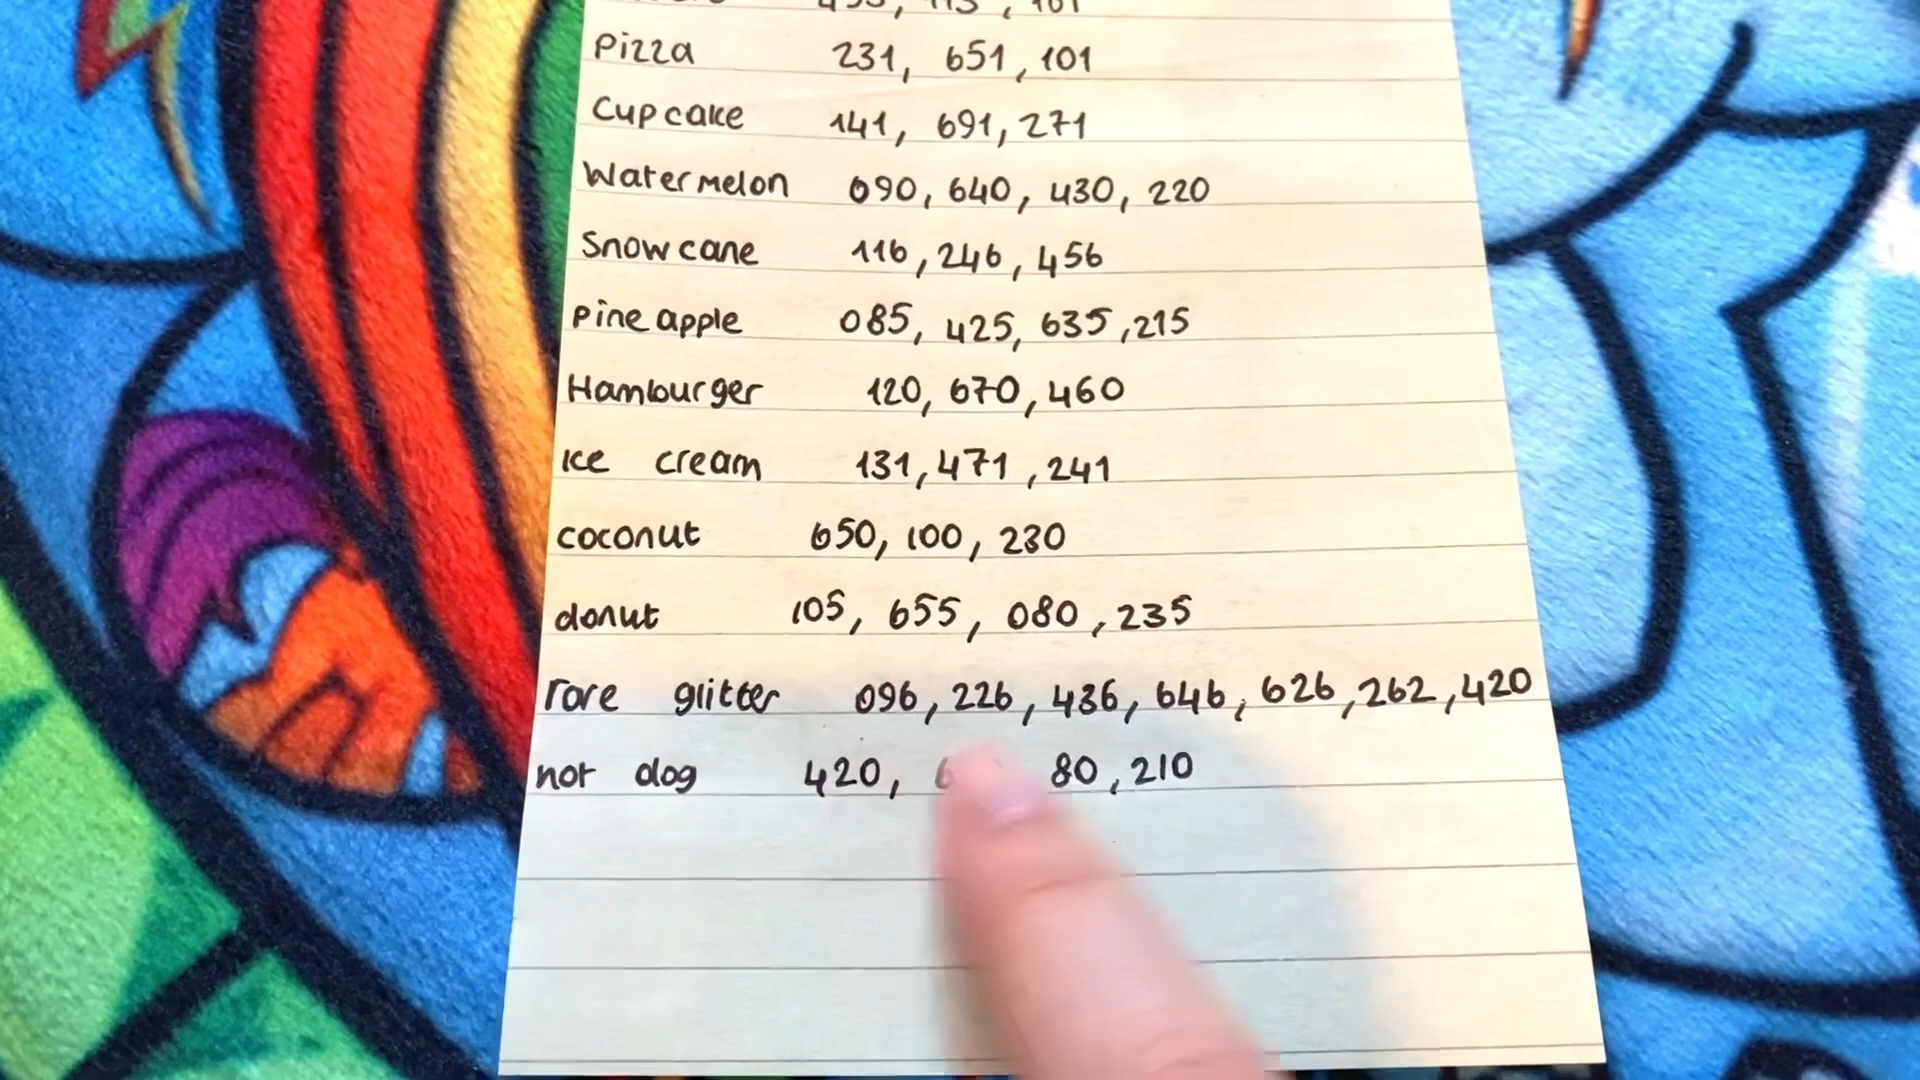 Pizza 231, 651, 101
Cupcake 141, 691, 271
Watermelon 090, 640, 430, 220
Snowcane 116, 246, 456
pineapple 085, 425, 635, 215
Hamburger 120, 670, 460
Ice cream 131, 471, 241
coconut 650, 100, 230
donut 105, 655, 080, 235
rare glitter 096, 226, 436, 646, 626, 262, 420
hot dog 420, 80, 210